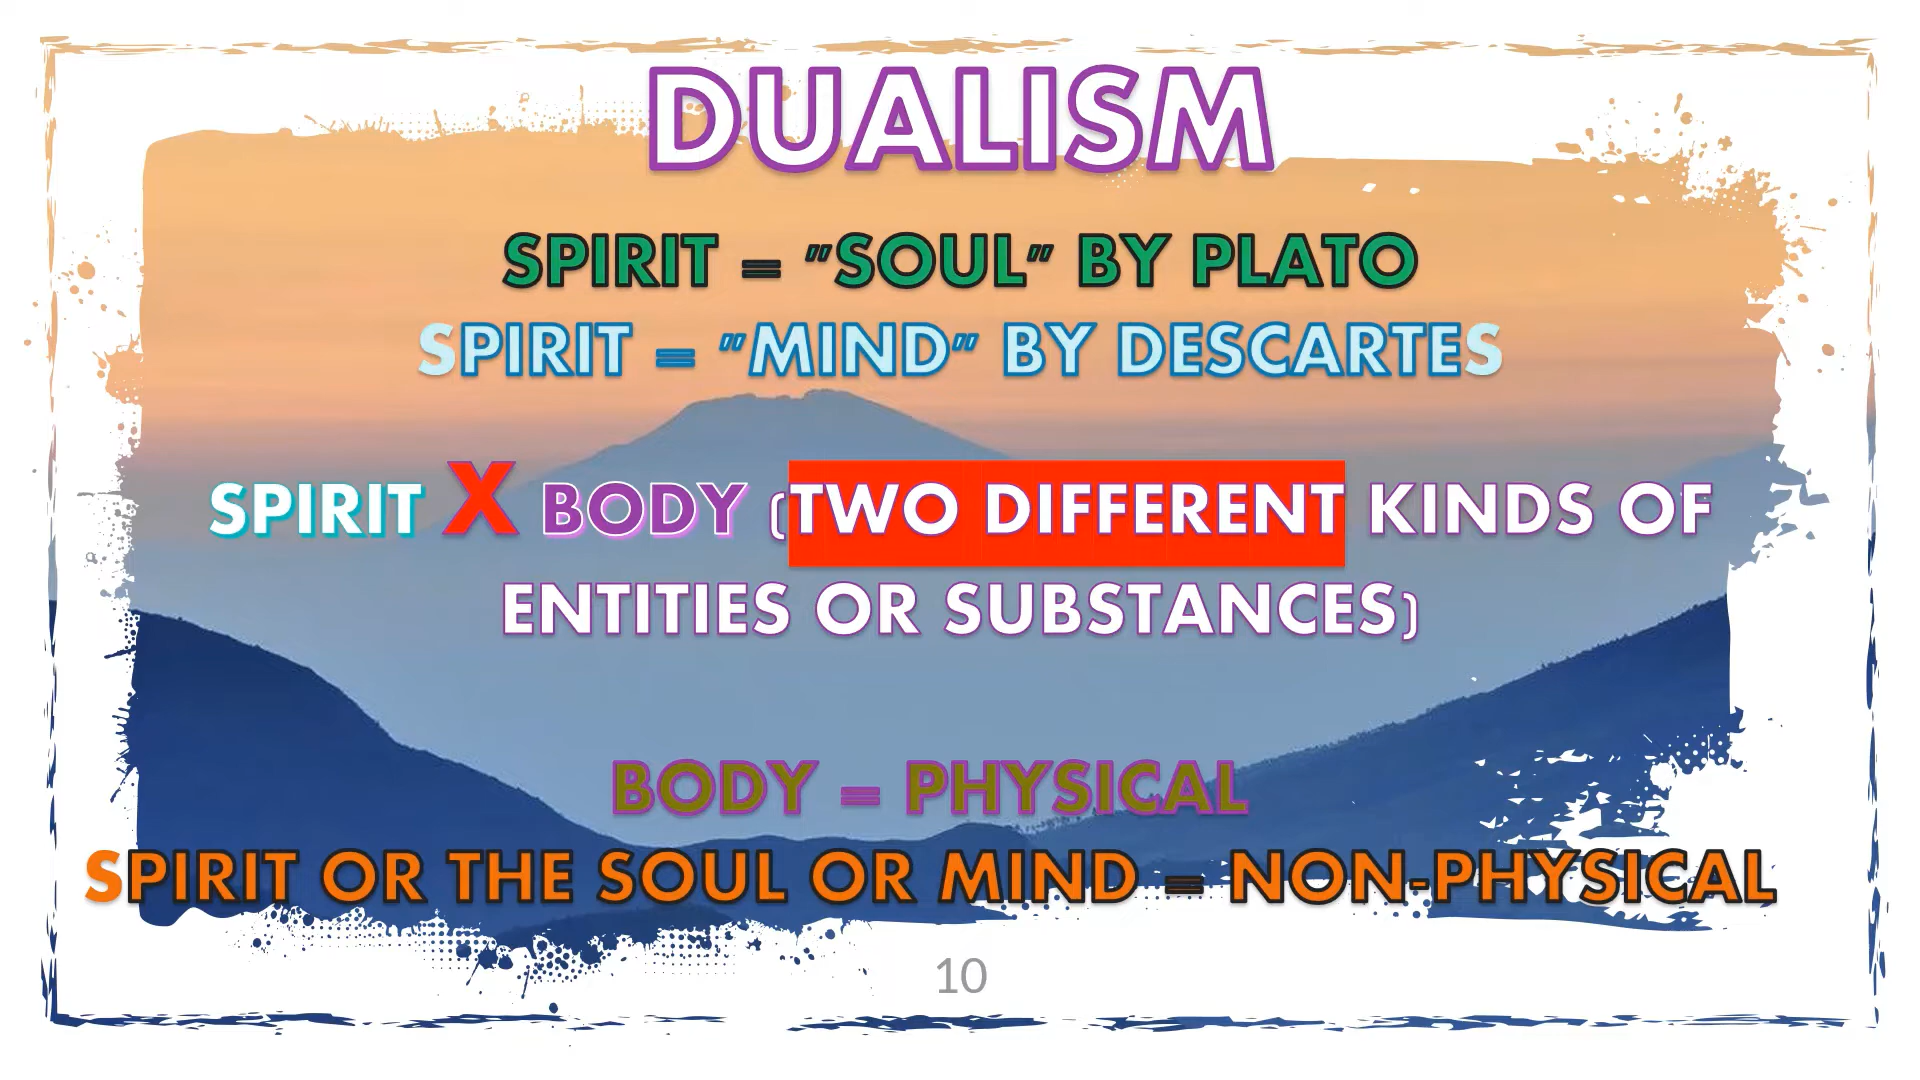 DUALISM
SPIRIT = "SOUL" BY PLATO
SPIRIT = "MIND" BY DESCARTES
SPIRIT X BODY (TWO DIFFERENT KINDS OF
ENTITIES OR SUBSTANCES)
BODY = PHYSICAL
SPIRIT OR THE SOUL OR MIND = NON-PHYSICAL
10